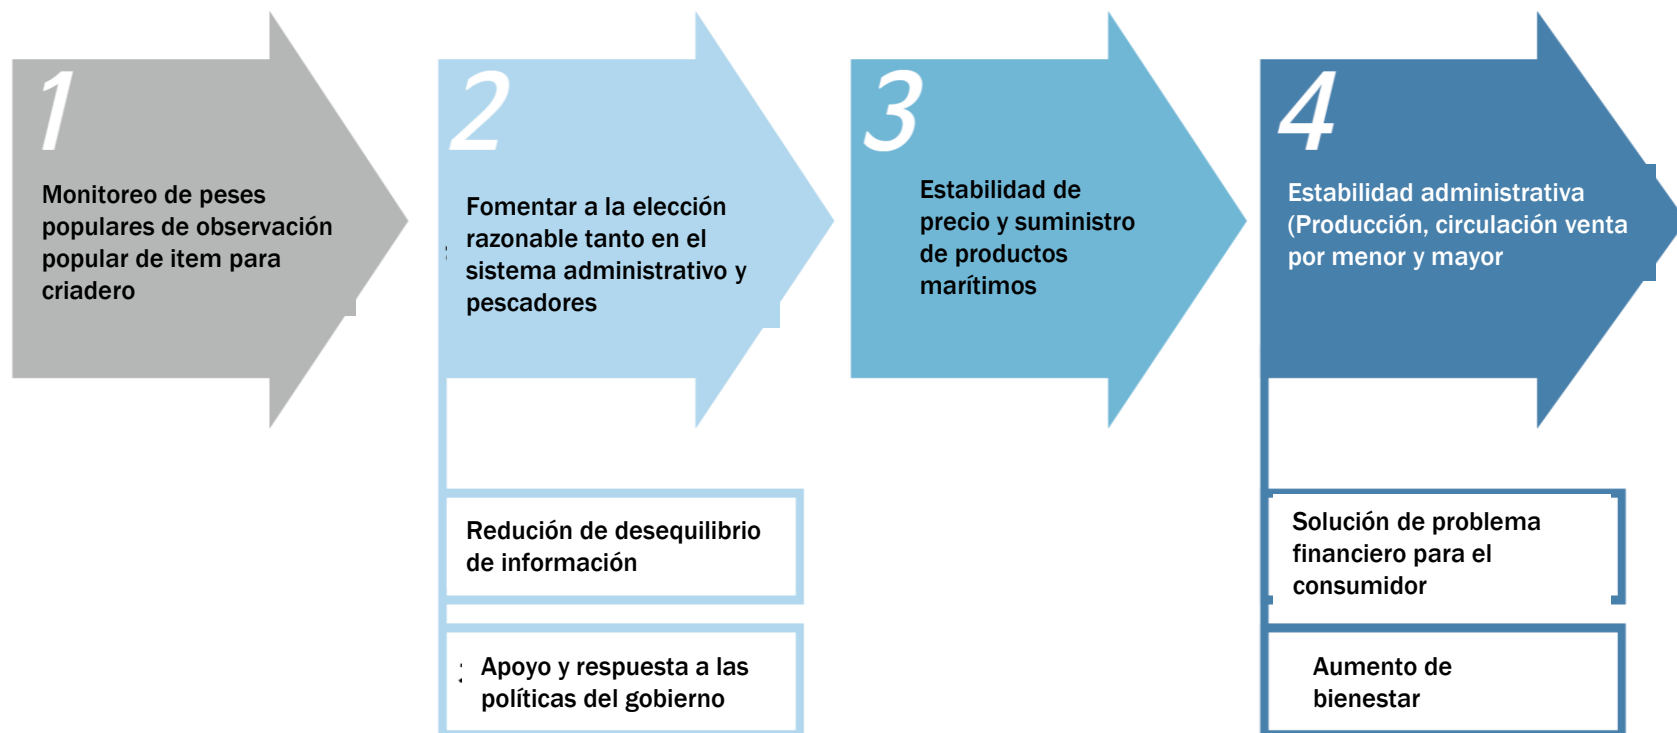 1
Monitoreo de peses
populares de observación
popular de item para
criadero
2
Fomentar a la elección
razonable tanto en el
sistema administrativo y
pescadores
Redución de desequilibrio
de información
Apoyo y respuesta a las
políticas del gobierno
3
Estabilidad de
precio y suministro
de productos
marítimos
4
Estabilidad administrativa
(Producción, circulación venta
por menor y mayor
Solución de problema
financiero para el
consumidor
Aumento de
bienestar